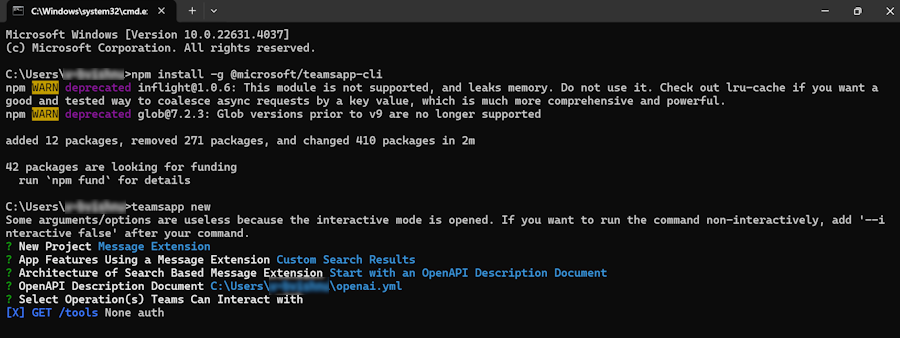 C:\Windows\system32\cmd.e:
Microsoft Windows [Version 10.0.22631.4037]
(c) Microsoft Corporation. All rights reserved.
C:\Users\ >npm install -g @microsoft/teamsapp-cli
npm WARN deprecated inflight@1.0.6: This module is not supported, and leaks memory. Do not use it. Check out lru-cache if you want a
good and tested way to coalesce async requests by a key value, which is much more comprehensive and powerful.
npm WARN deprecated glob@7.2.3: Glob versions prior to v9 are no longer supported
added 12 packages, removed 271 packages, and changed 410 packages in 2m
42 packages are looking for funding
run `npm fund` for details
C:\Users\ >teamsapp new
Some arguments/options are useless because the interactive mode is opened. If you want to run the command non-interactively, add '--i
nteractive false' after your command.
? New Project Message Extension
? App Features Using a Message Extension Custom Search Results
? Architecture of Search Based Message Extension Start with an OpenAPI Description Document
? OpenAPI Description Document C:\Users\ \openai.yml
? Select Operation(s) Teams Can Interact with
[X] GET /tools None auth